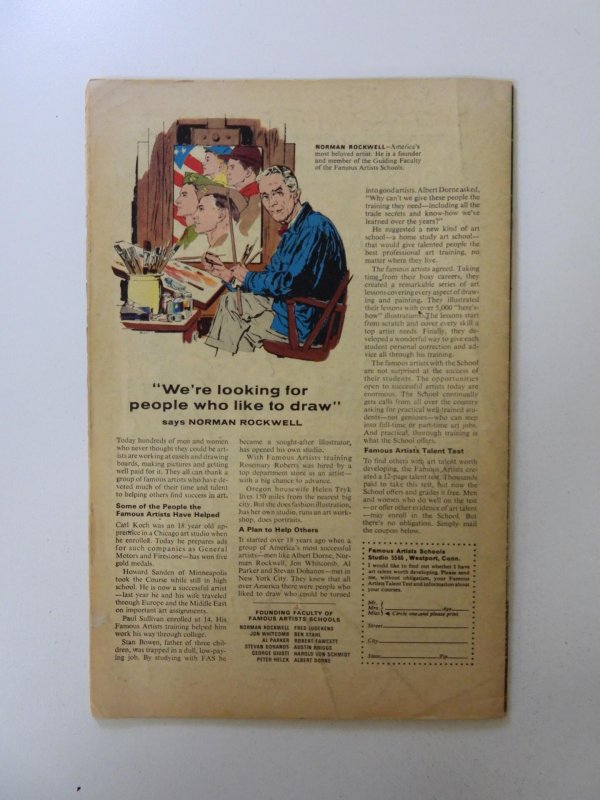 NORMAN ROCKWELL—America's
most beloved artist. He is a founder
and member of the Guiding Faculty
of the Famous Artists Schools.
"We're looking for
people who like to draw"
says NORMAN ROCKWELL
Today hundreds of men and women
who never thought they could be art-
ists are working at easels and drawing
boards, making pictures and getting
well paid for it. They all can thank a
group of famous artists who have de-
voted much of their time and talent
to helping others find success in art.
Some of the People the
Famous Artists Have Helped
Carl Koch was an 18 year old ap-
prentice in a Chicago art studio when
he enrolled. Today he prepares ads
for such companies as General
Motors and Firestone—has won five
gold medals.
Howard Sanden of Minneapolis
took the Course while still in high
school. He is now a successful artist
—last year he and his wife traveled
through Europe and the Middle East
on important art assignments.
Paul Sullivan enrolled at 14. His
Famous Artists training helped him
work his way through college.
Stan Bowen, father of three chil-
dren, was trapped in a dull, low-pay-
ing job. By studying with FAS he
became a sought-after illustrator,
has opened his own studio.
With Famous Artists training
Rosemary Roberts was hired by a
top department store as an artist—
with a big chance to advance.
Oregon housewife Helen Tryk
lives 150 miles from the nearest big
city. But she does fashion illustration,
has her own studio, runs an art work-
shop, does portraits.
A Plan to Help Others
It started over 18 years ago when a
group of America's most successful
artists—men like Albert Dorne, Nor-
man Rockwell, Jon Whitcomb, Al
Parker and Stevan Dohanos—met in
New York City. They knew that all
over America there were people who
liked to draw who could be turned
FOUNDING FACULTY OF
FAMOUS ARTISTS SCHOOLS
NORMAN ROCKWELL FRED LUDEKENS
JON WHITCOMB BEN STAHL
AL PARKER ROBERT FAWCETT
STEVAN DOHANOS AUSTIN BRIGGS
GEORGE GIUSTI HAROLD VON SCHMIDT
PETER HELCK ALBERT DORNE
into good artists. Albert Dorne asked,
"Why can't we give these people the
training they need—including all the
trade secrets and know-how we've
learned over the years?"
He suggested a new kind of art
school—a home study art school—
that would give talented people the
best professional art training, no
matter where they live.
The famous artists agreed. Taking
time from their busy careers, they
created a remarkable series of art
lessons covering every aspect of draw-
ing and painting. They illustrated
their lessons with over 5,000 "here's-
how" illustrations. The lessons start
from scratch and cover every skill a
top artist needs. Finally, they de-
veloped a wonderful way to give each
student personal correction and ad-
vice all through his training.
The famous artists with the School
are not surprised at the success of
their students. The opportunities
open to successful artists today are
enormous. The School continually
gets calls from all over the country
asking for practical well-trained stu-
dents—not geniuses—who can step
into full-time or part-time art jobs.
And practical, thorough training is
what the School offers.
Famous Artists Talent Test
To find others with art talent worth
developing, the Famous Artists cre-
ated a 12-page talent test. Thousands
paid to take this test, but now the
School offers and grades it free. Men
and women who do well on the test
—or offer other evidence of art talent
—may enroll in the School. But
there's no obligation. Simply mail
the coupon below.
Famous Artists Schools
Studio 5586, Westport, Conn.
I would like to find out whether I have
art talent worth developing. Please send
me, without obligation, your Famous
Artists Talent Test and information about
your courses.
Mr.
Mrs. Age
Miss Circle one and please print
Street
City
State Zip